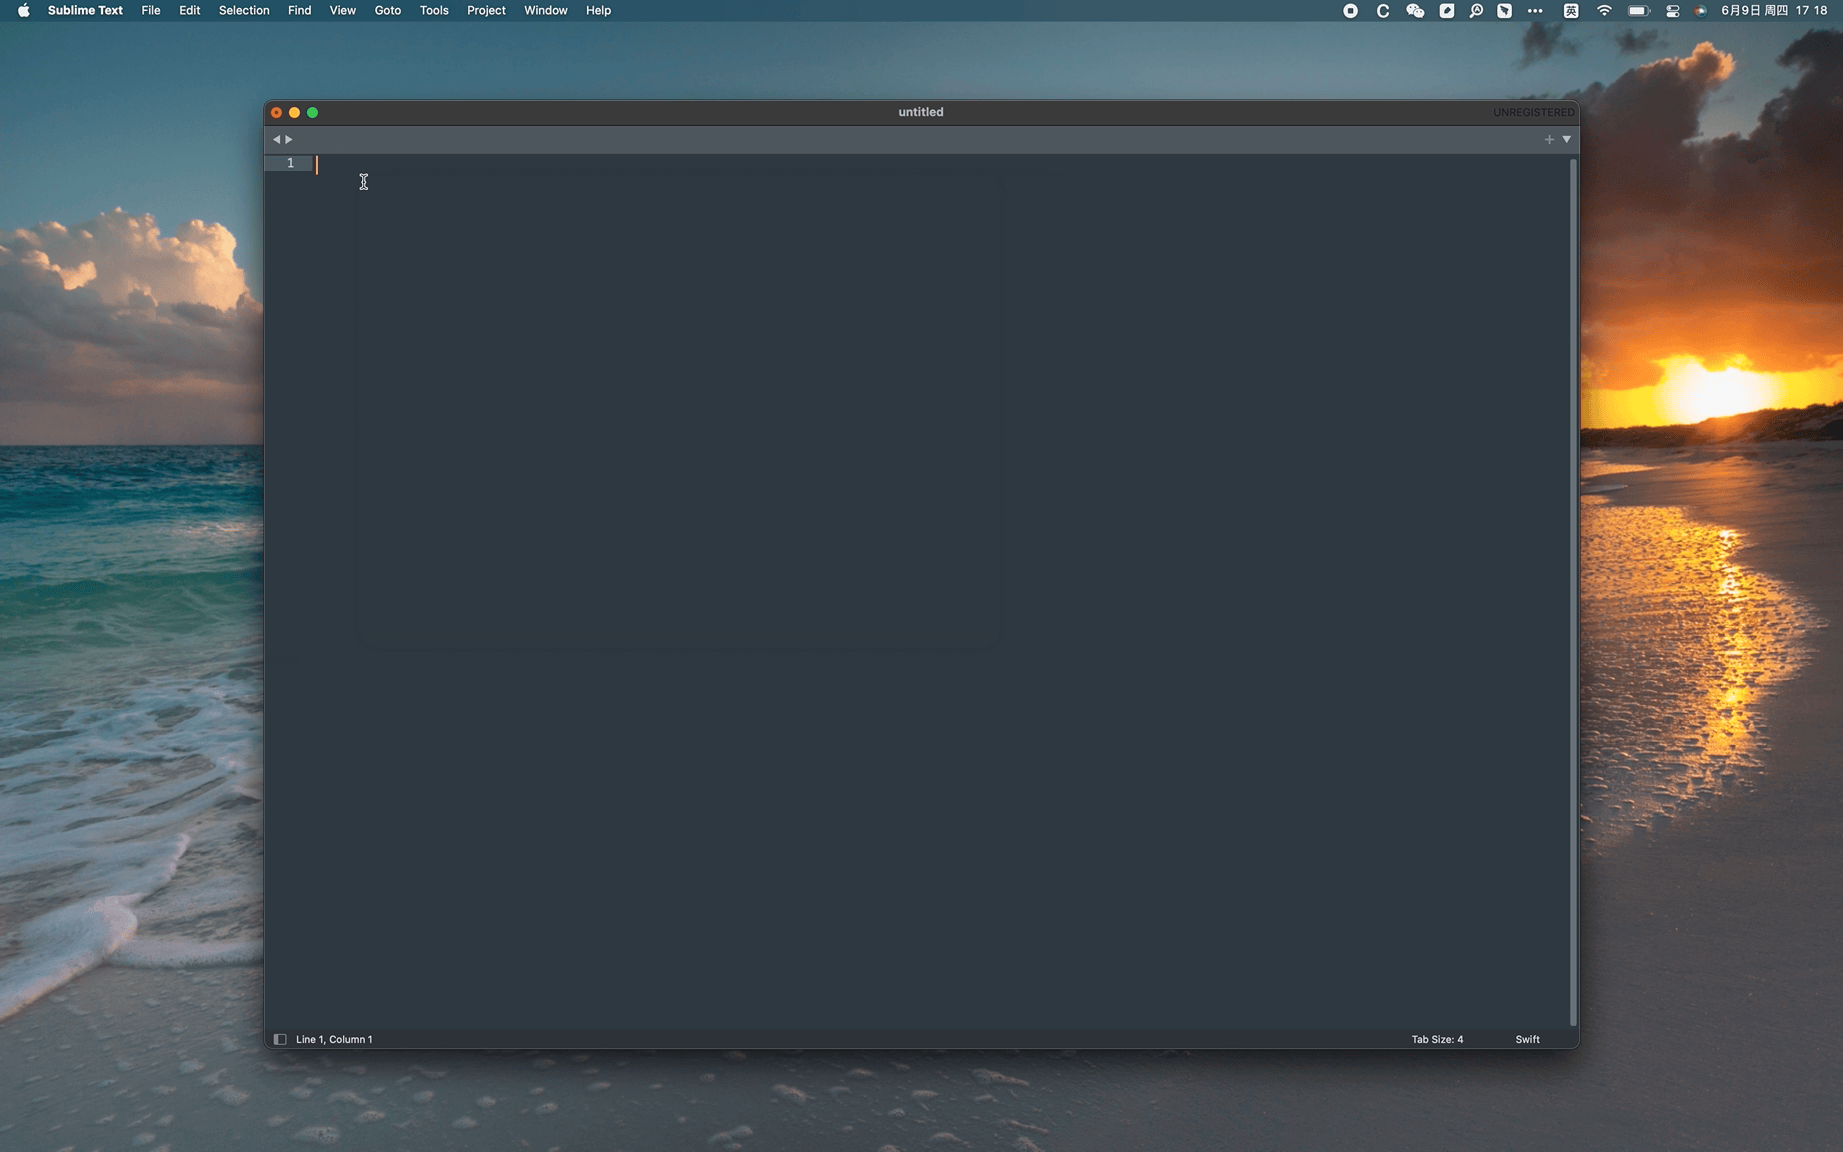 Sublime Text File Edit Selection Find View Goto Tools Project Window Help 英 6月9日 周四 17 18
untitled UNREGISTERED
1
Line 1, Column 1 Tab Size: 4 Swift